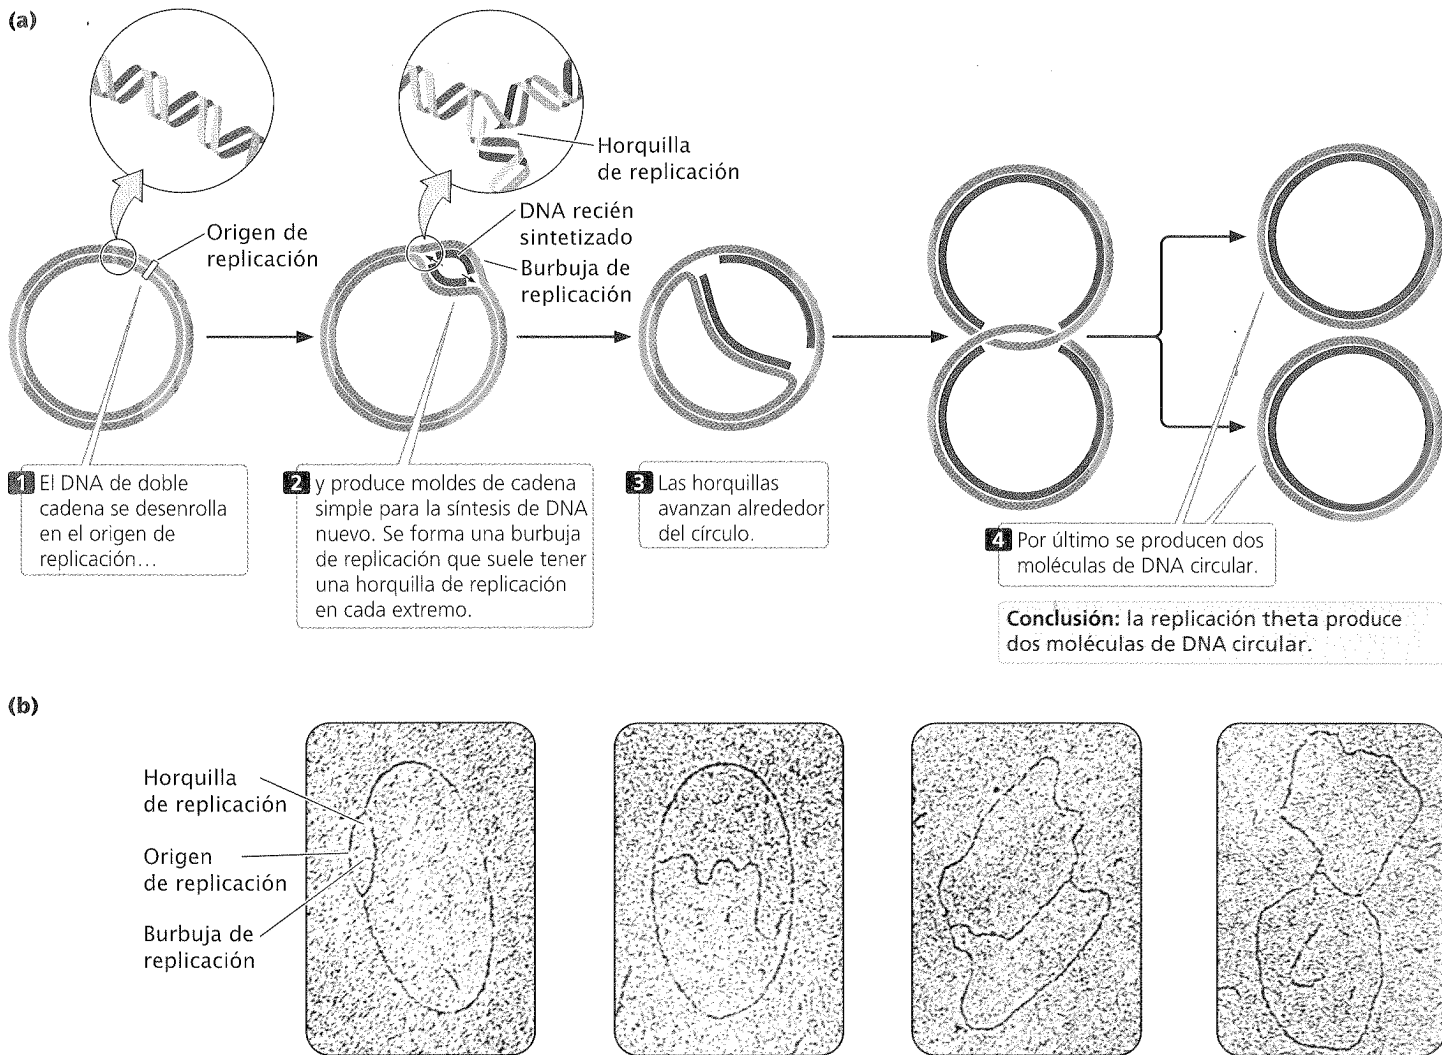 (a)
Horquilla
de replicación
DNA recién
sintetizado
Origen de
replicación
Burbuja de
replicación
1 El DNA de doble
cadena se desenrolla
en el origen de
replicación...
2 y produce moldes de cadena
simple para la síntesis de DNA
nuevo. Se forma una burbuja
de replicación que suele tener
una horquilla de replicación
en cada extremo.
3 Las horquillas
avanzan alrededor
del círculo.
4 Por último se producen dos
moléculas de DNA circular.
Conclusión: la replicación theta produce
dos moléculas de DNA circular.
(b)
Horquilla
de replicación
Origen
de replicación
Burbuja de
replicación